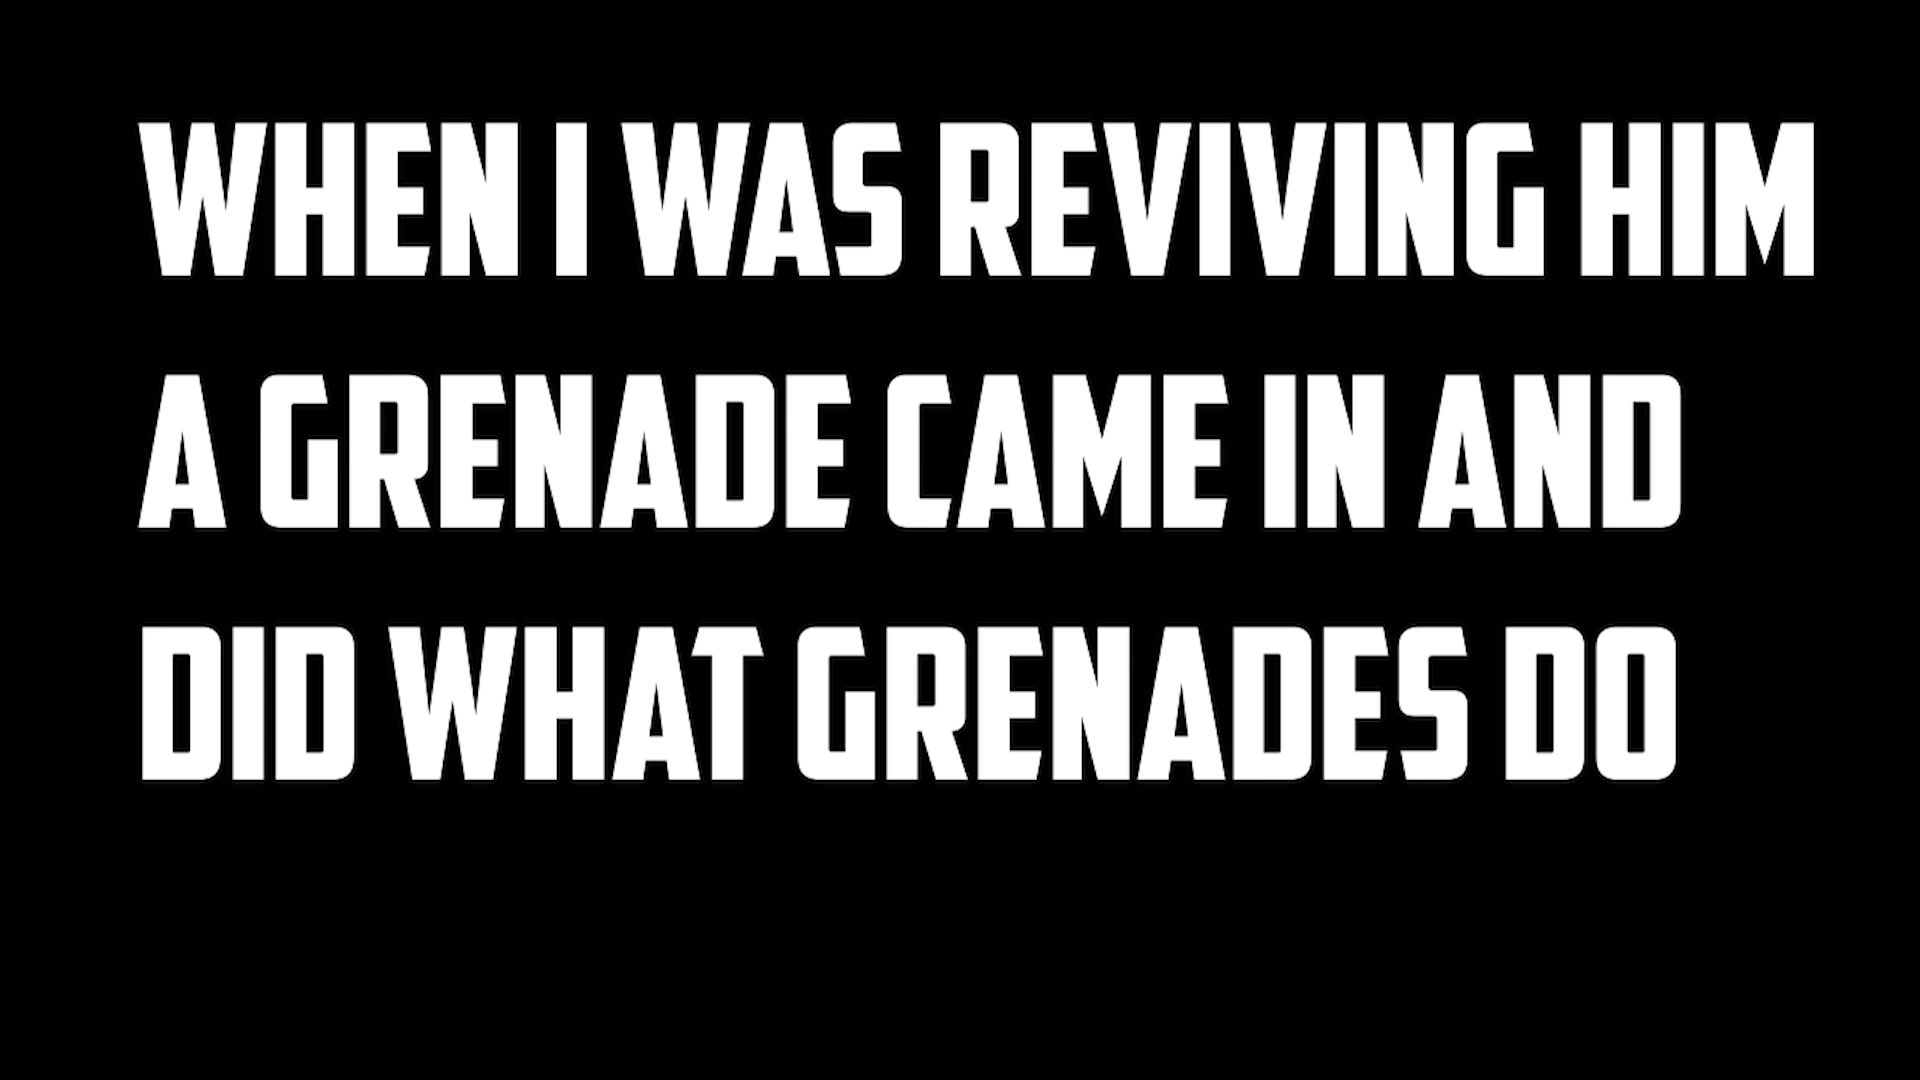 WHEN I WAS REVIVING HIM
A GRENADE CAME IN AND
DID WHAT GRENADES DO